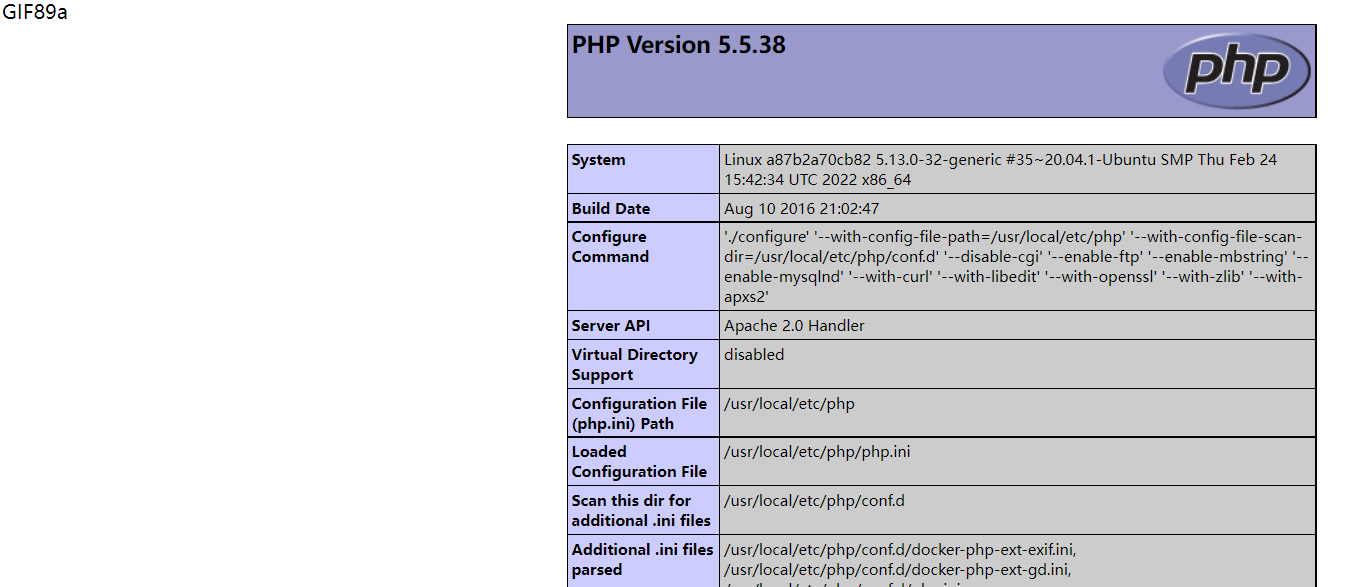 GIF89a
PHP Version 5.5.38
php
System
Linux a87b2a70cb82 5.13.0-32-generic #35~20.04.1-Ubuntu SMP Thu Feb 24
15:42:34 UTC 2022 x86_64
Build Date
Aug 10 2016 21:02:47
Configure
Command
'./configure' '--with-config-file-path=/usr/local/etc/php' '--with-config-file-scan-
dir=/usr/local/etc/php/conf.d' '--disable-cgi' '--enable-ftp' '--enable-mbstring' '--
enable-mysqlnd' '--with-curl' '--with-libedit' '--with-openssl' '--with-zlib' '--with-
apxs2'
Server API
Apache 2.0 Handler
Virtual Directory
Support
disabled
Configuration File
(php.ini) Path
/usr/local/etc/php
Loaded
Configuration File
/usr/local/etc/php/php.ini
Scan this dir for
additional .ini files
/usr/local/etc/php/conf.d
Additional .ini files
parsed
/usr/local/etc/php/conf.d/docker-php-ext-exif.ini,
/usr/local/etc/php/conf.d/docker-php-ext-gd.ini,